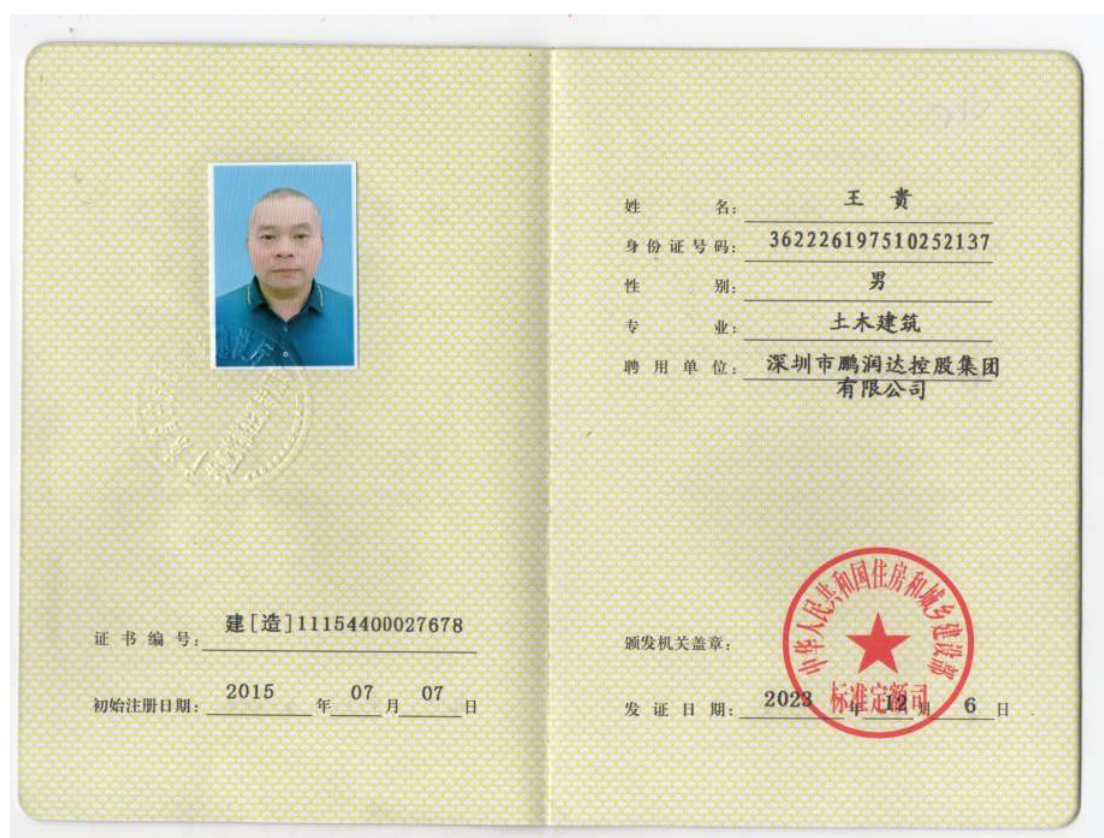 证书编号：建[造]11154400027678
初始注册日期：2015年07月07日
姓名：王贵
身份证号码：362226197510252137
性别：男
专业：土木建筑
聘用单位：深圳市鹏润达控股集团
有限公司
颁发机关盖章：
中华人民共和国住房和城乡建设部
标准定额司
发证日期：2023年12月6日